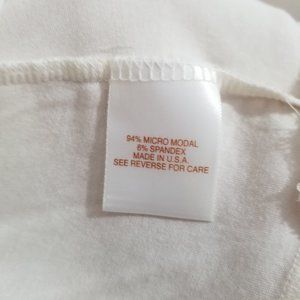 94% MICRO MODAL
6% SPANDEX
MADE IN U.S.A.
SEE REVERSE FOR CARE